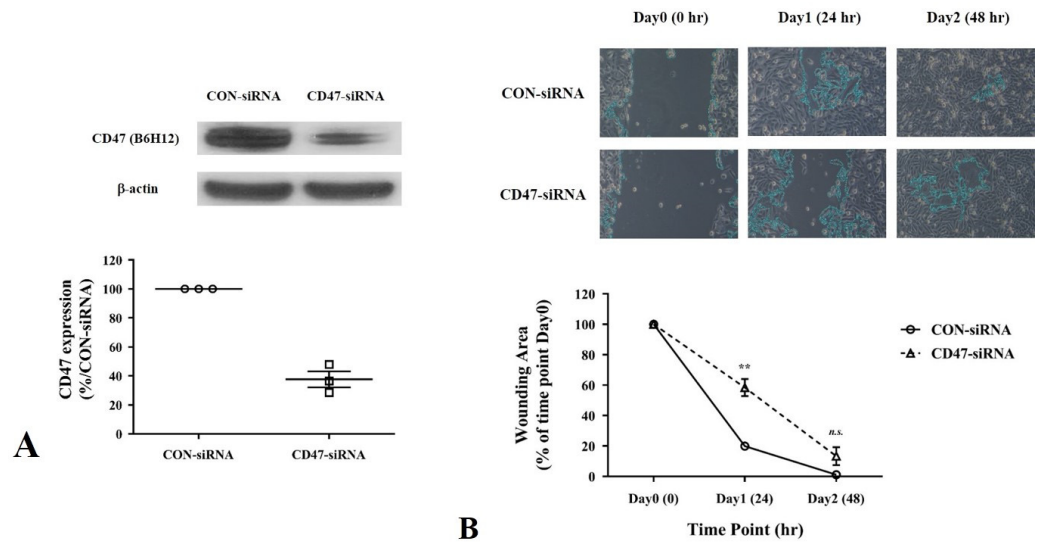 CON-siRNA CD47-siRNA
CD47 (B6H12)
β-actin
CD47 expression
(%/CON-siRNA)
120
100
80
60
40
20
0
CON-siRNA CD47-siRNA
A
Day0 (0 hr) Day1 (24 hr) Day2 (48 hr)
CON-siRNA
CD47-siRNA
Wounding Area
(% of time point Day0)
120
100
80
60
40
20
0
**
n.s.
CON-siRNA
CD47-siRNA
Day0 (0) Day1 (24) Day2 (48)
Time Point (hr)
B